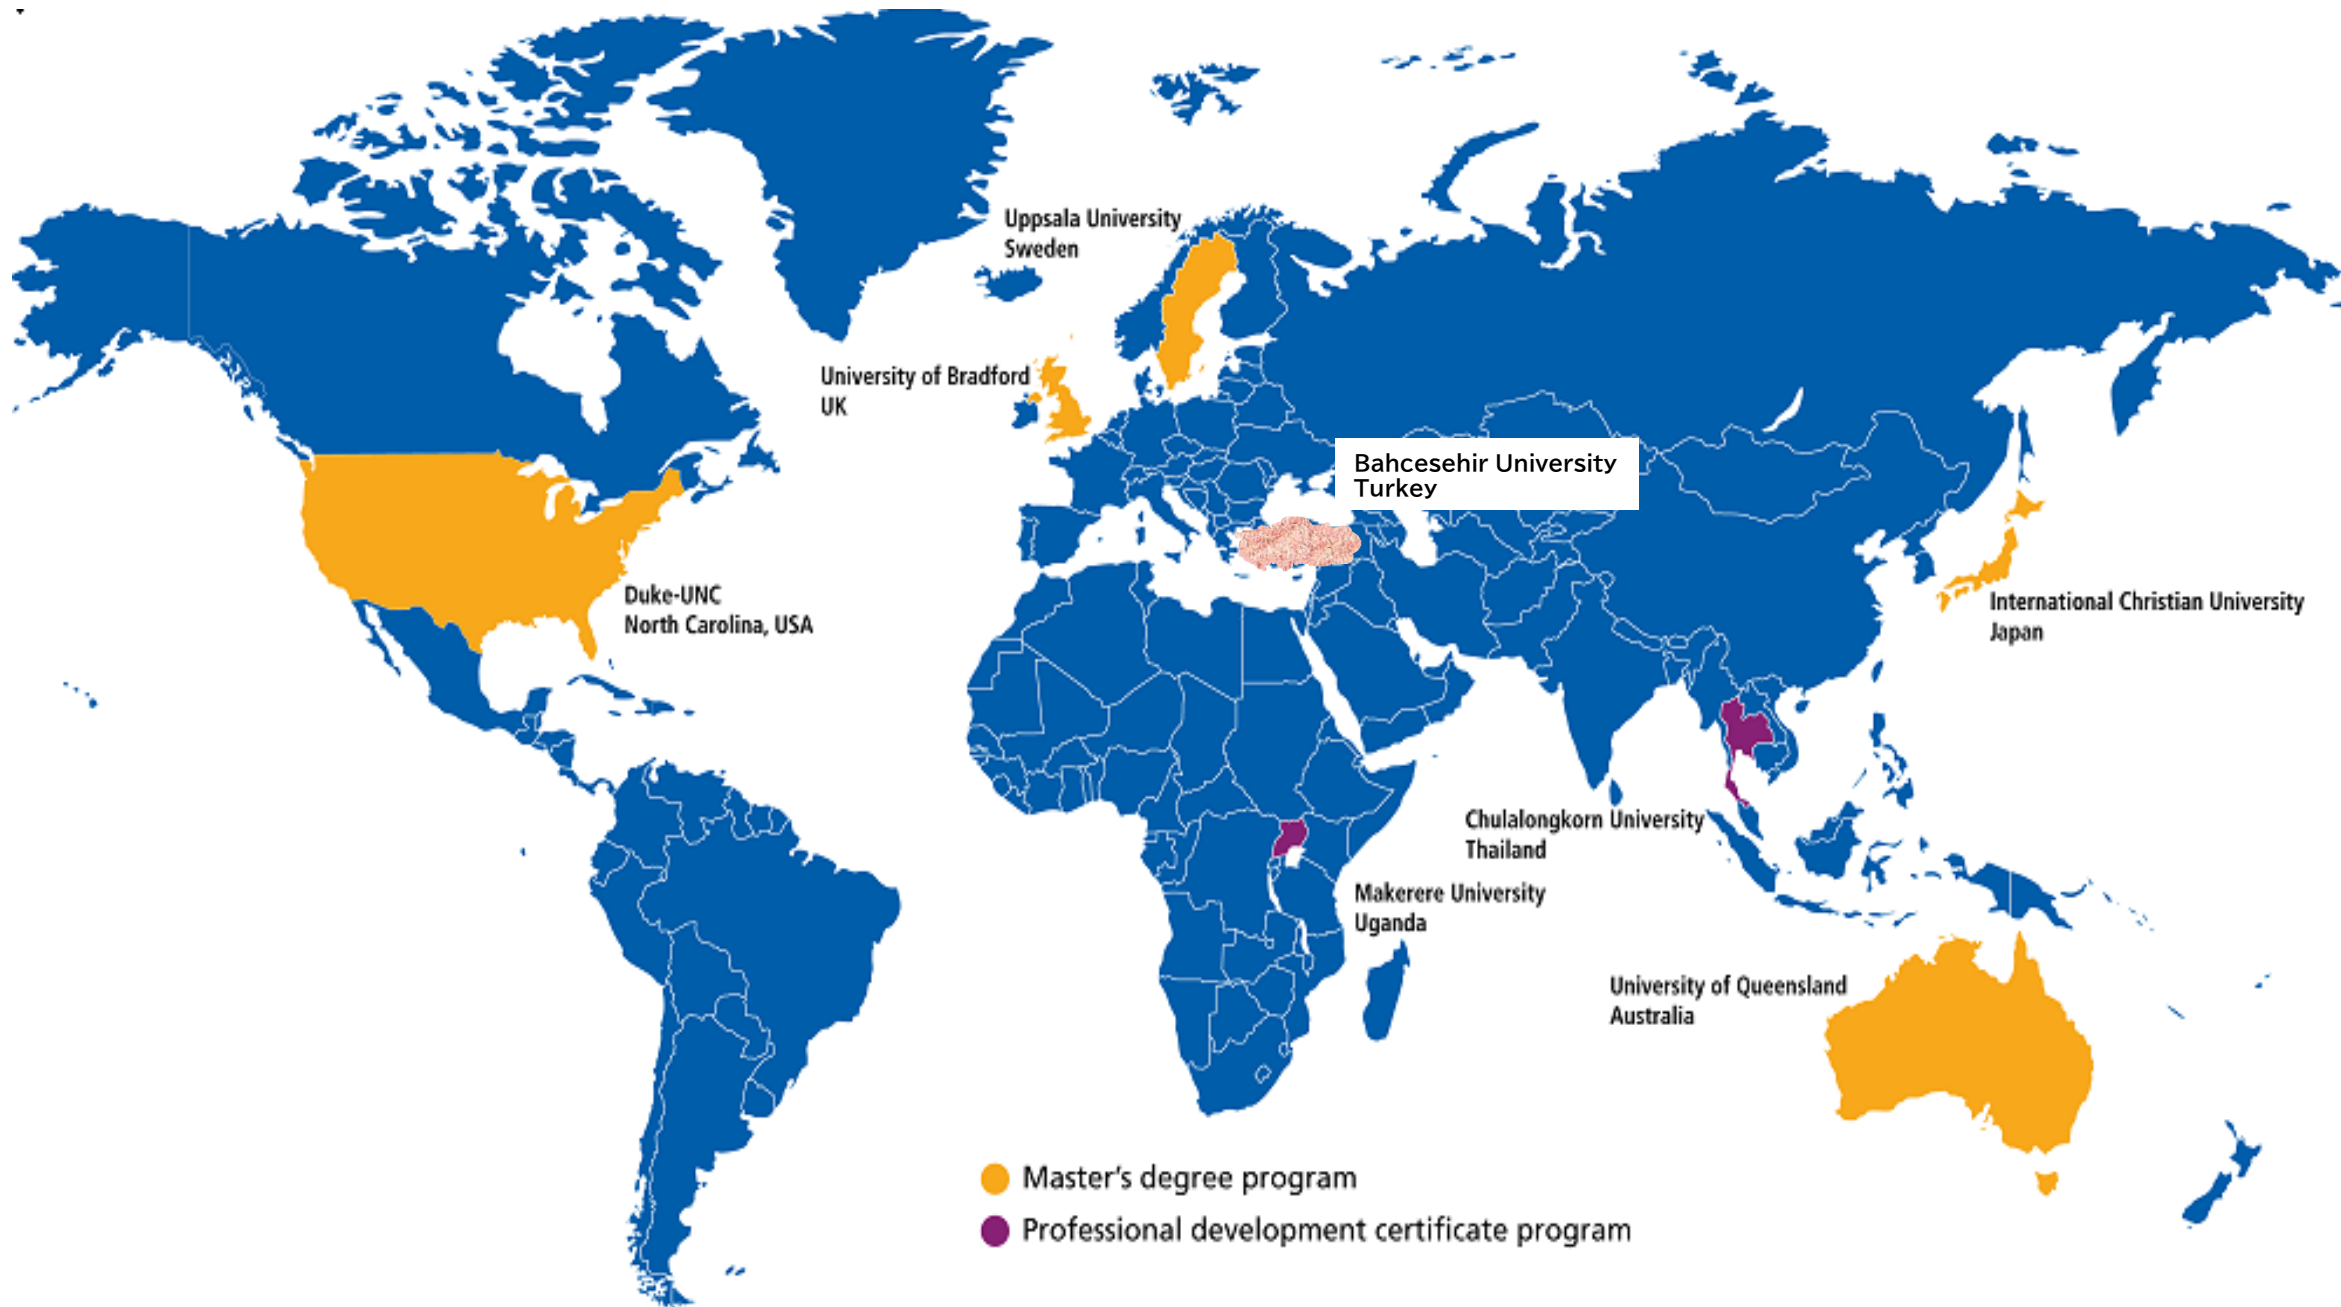 Uppsala University
Sweden
University of Bradford
UK
Bahcesehir University
Turkey
Duke-UNC
North Carolina, USA
International Christian University
Japan
Chulalongkorn University
Thailand
Makerere University
Uganda
University of Queensland
Australia
Master's degree program
Professional development certificate program